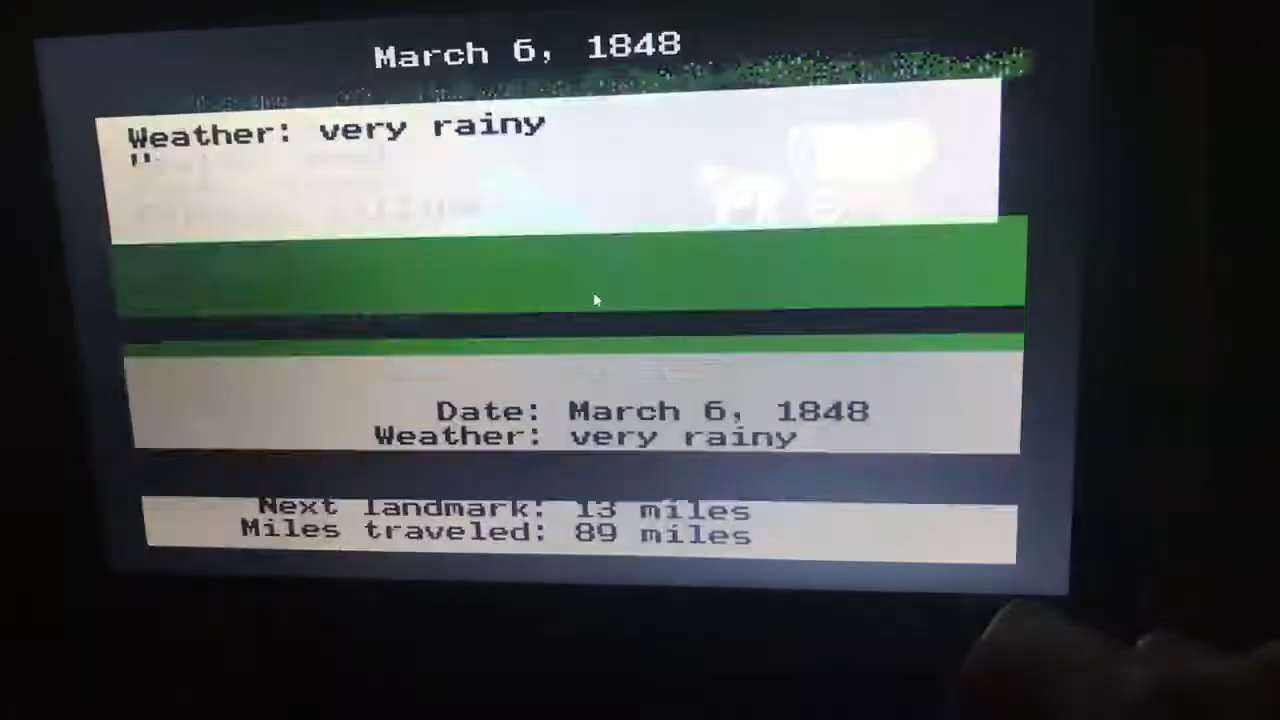 March 6, 1848
Weather: very rainy
Date: March 6, 1848
Weather: very rainy
Next landmark: 13 miles
Miles traveled: 89 miles